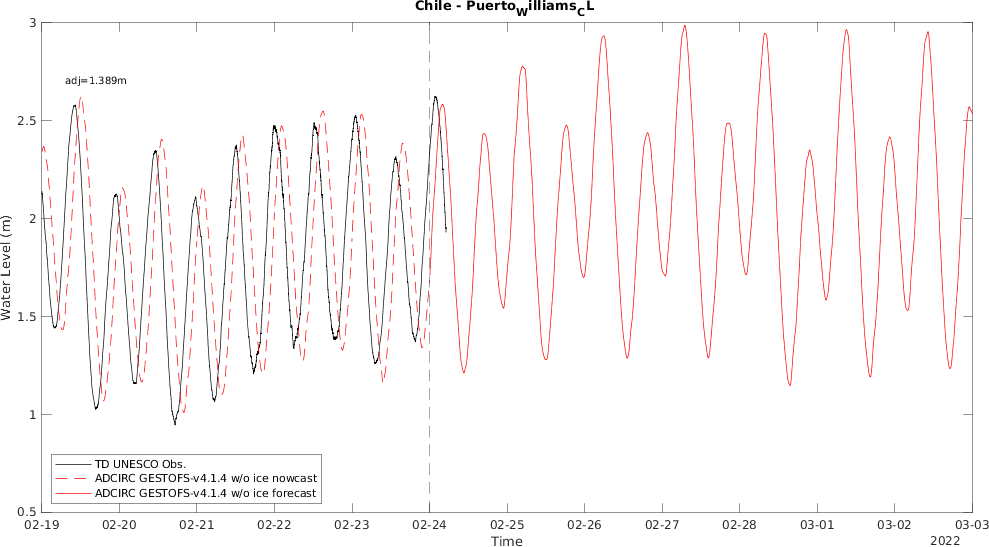 Chile - Puerto_Williams_CL
adj=1.389m
Water Level (m)
3
2.5
2
1.5
1
0.5
TD UNESCO Obs.
ADCIRC GESTOFS-v4.1.4 w/o ice nowcast
ADCIRC GESTOFS-v4.1.4 w/o ice forecast
02-19 02-20 02-21 02-22 02-23 02-24 02-25 02-26 02-27 02-28 03-01 03-02 03-03
Time
2022